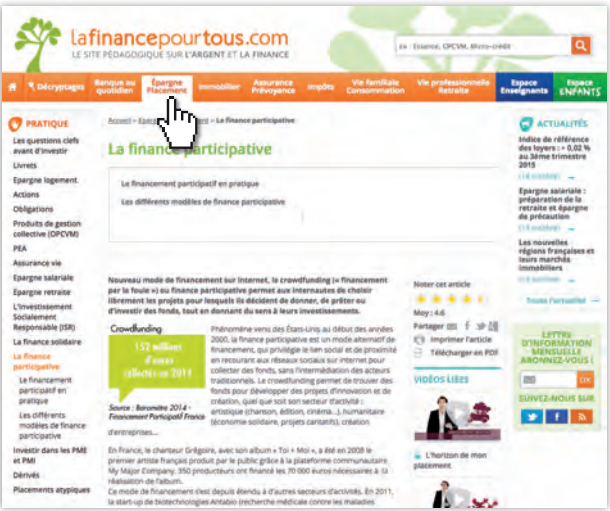 Lafinancepourtous.com
LE SITE PÉDAGOGIQUE SUR L'ARGENT ET LA FINANCE
Ex : Essence, OPCVM, Micro-crédit
Décryptages
Banque au quotidien
Épargne Placement
Immobilier
Assurance Prévoyance
Impôts
Vie familiale Consommation
Vie professionnelle Retraite
Espace Enseignants
Espace ENFANTS
PRATIQUE
Les questions clefs
avant d'investir
Livrets
Epargne logement
Actions
Obligations
Produits de gestion
collective (OPCVM)
PEA
Assurance vie
Epargne salariale
Epargne retraite
L'investissement
Socialement
Responsable (ISR)
La finance solidaire
La finance
participative
Le financement
participatif en
pratique
Les différents
modèles de finance
participative
Investir dans les PME
et PMI
Dérivés
Placements atypiques
Accueil > La finance participative
La finance participative
Le financement participatif en pratique
Les différents modèles de finance participative
Nouveau mode de financement sur Internet, le crowdfunding (« financement
par la foule ») ou finance participative permet aux internautes de choisir
librement les projets pour lesquels ils décident de donner, de prêter ou
d'investir des fonds, tout en donnant du sens à leurs investissements.
Crowdfunding
152 millions
d'euros
collectés en 2014
Source : Baromètre 2014 -
Financement Participatif France
Phénomène venu des États-Unis au début des années
2000, la finance participative est un mode alternatif de
financement, qui privilégie le lien social et de proximité
en recourant aux réseaux sociaux sur internet pour
collecter des fonds, sans l'intermédiation des acteurs
traditionnels. Le crowdfunding permet de trouver des
fonds pour développer des projets d'innovation et de
création, quel que soit son secteur d'activité :
artistique (chanson, édition, cinéma...), humanitaire
(économie solidaire, projets caritatifs), création
d'entreprises...
En France, le chanteur Grégoire, avec son album « Toi + Moi », a été en 2008 le
premier artiste français produit par le public grâce à la plateforme communautaire
My Major Company. 350 producteurs ont financé les 70 000 euros nécessaires à la
réalisation de l'album.
Ce mode de financement s'est depuis étendu à d'autres secteurs d'activités. En 2011,
la start-up de biotechnologies Antabio (recherche médicale contre les maladies
Noter cet article
Moy : 4.6
Partager
Imprimer l'article
Télécharger en PDF
VIDÉOS LIÉES
L'horizon de mon
placement
ACTUALITÉS
Indice de référence
des loyers : + 0,02 %
au 3ème trimestre
2015
Epargne salariale :
préparation de la
retraite et épargne
de précaution
Les nouvelles
régions françaises et
leurs marchés
immobiliers
Toute l'actualité
LETTRE
D'INFORMATION
MENSUELLE
ABONNEZ-VOUS !
OK
SUIVEZ-NOUS SUR